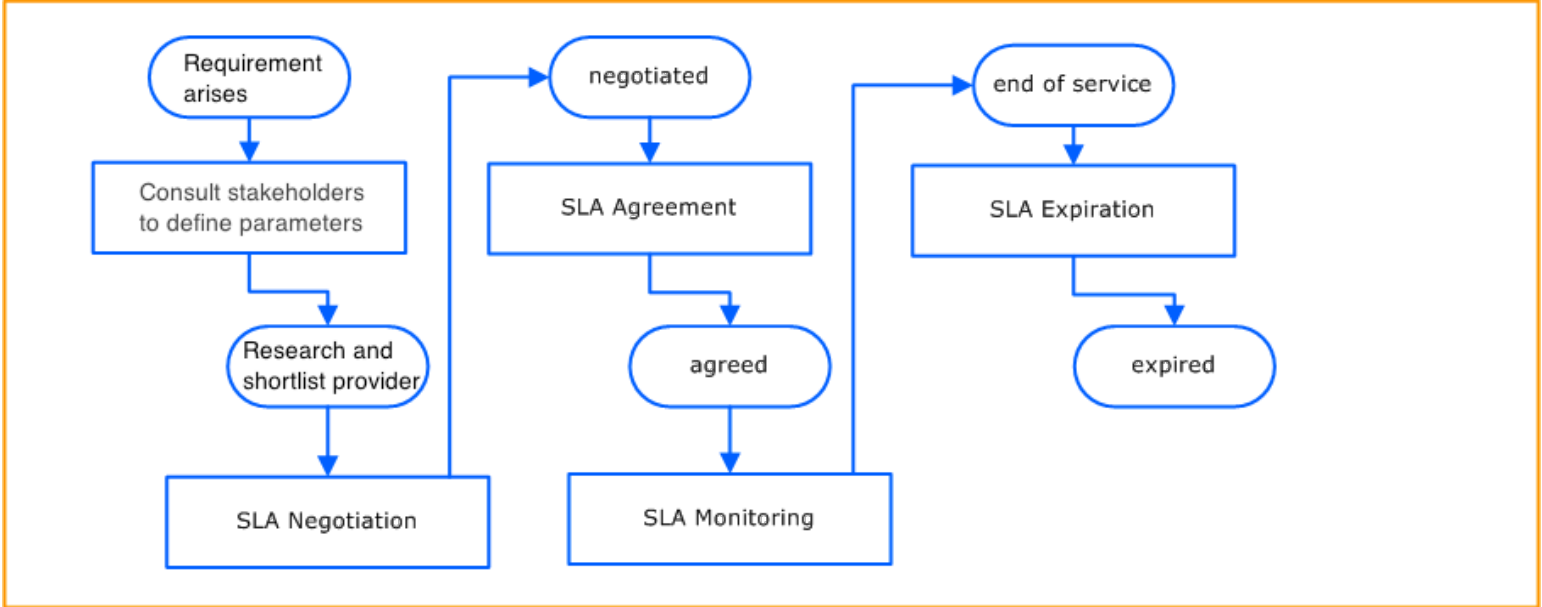 Requirement
arises
Consult stakeholders
to define parameters
Research and
shortlist provider
SLA Negotiation
negotiated
SLA Agreement
agreed
SLA Monitoring
end of service
SLA Expiration
expired